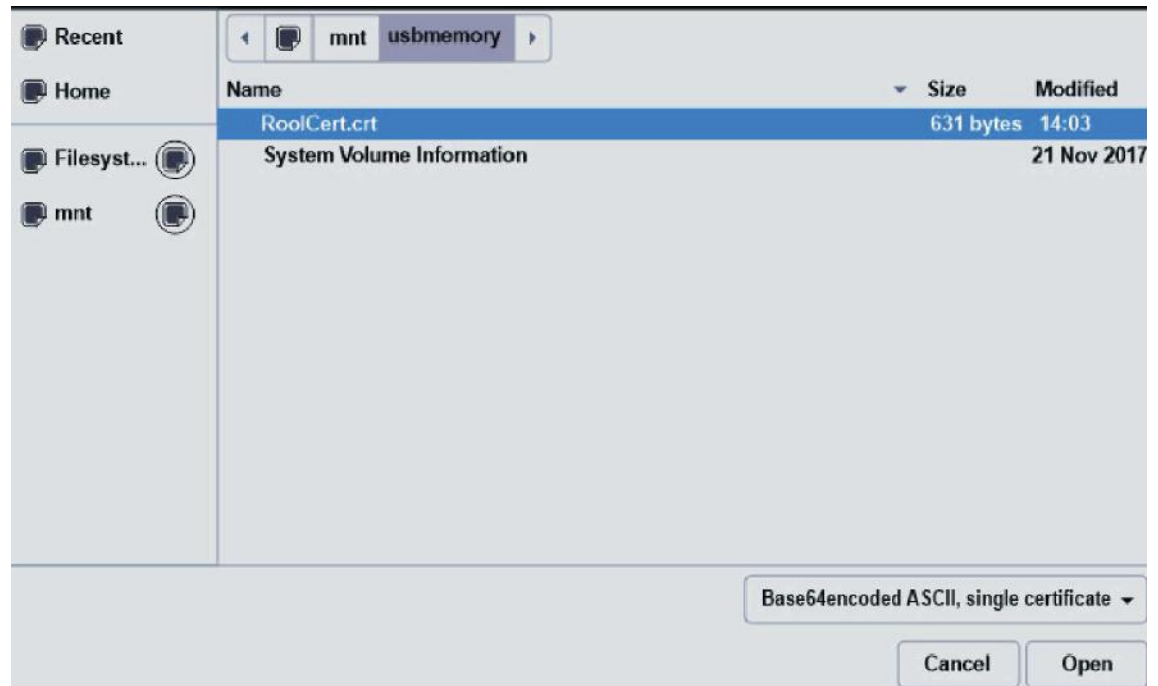 Recent
Home
Filesyst...
mnt
mnt usbmemory
Name Size Modified
RoolCert.crt 631 bytes 14:03
System Volume Information 21 Nov 2017
Base64encoded ASCII, single certificate
Cancel Open